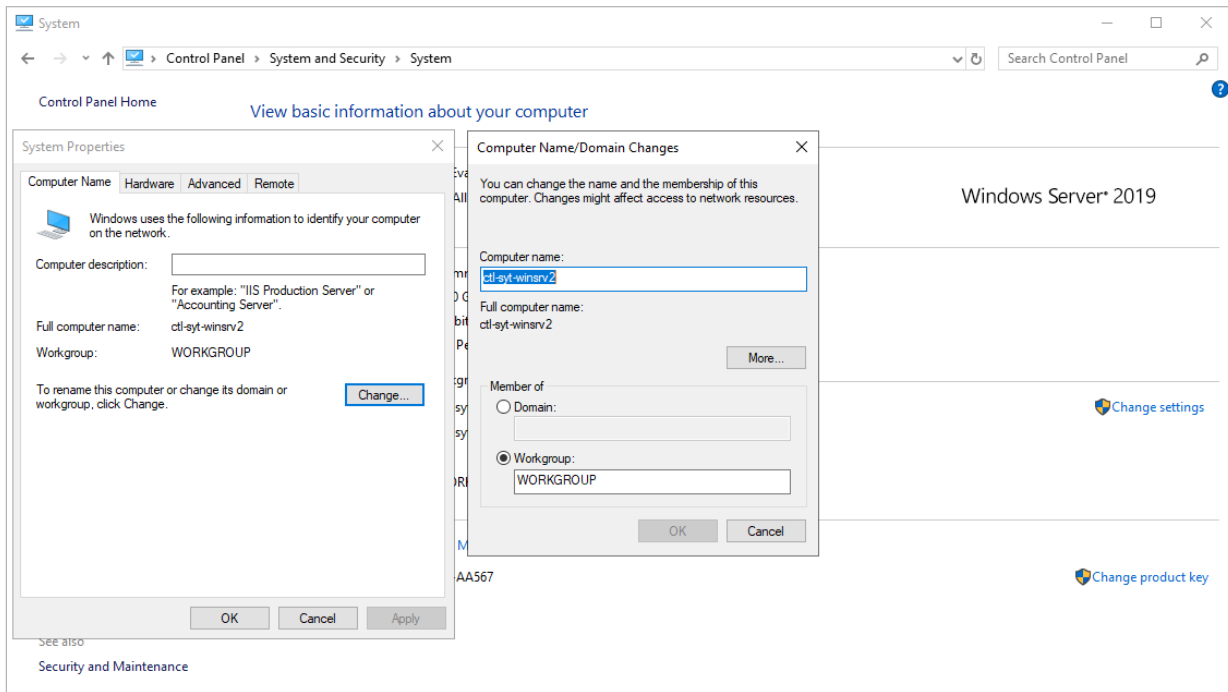 System
Control Panel > System and Security > System
Search Control Panel
Control Panel Home
View basic information about your computer
?
Windows Server® 2019
Change settings
-AA567
Change product key
See also
Security and Maintenance
System Properties
Computer Name
Hardware
Advanced
Remote
Windows uses the following information to identify your computer
on the network.
Computer description:
For example: "IIS Production Server" or
"Accounting Server".
Full computer name:
ctl-syt-winsrv2
Workgroup:
WORKGROUP
To rename this computer or change its domain or
workgroup, click Change.
Change...
OK
Cancel
Apply
Computer Name/Domain Changes
You can change the name and the membership of this
computer. Changes might affect access to network resources.
Computer name:
ctl-syt-winsrv2
Full computer name:
ctl-syt-winsrv2
More...
Member of
Domain:
Workgroup:
WORKGROUP
OK
Cancel